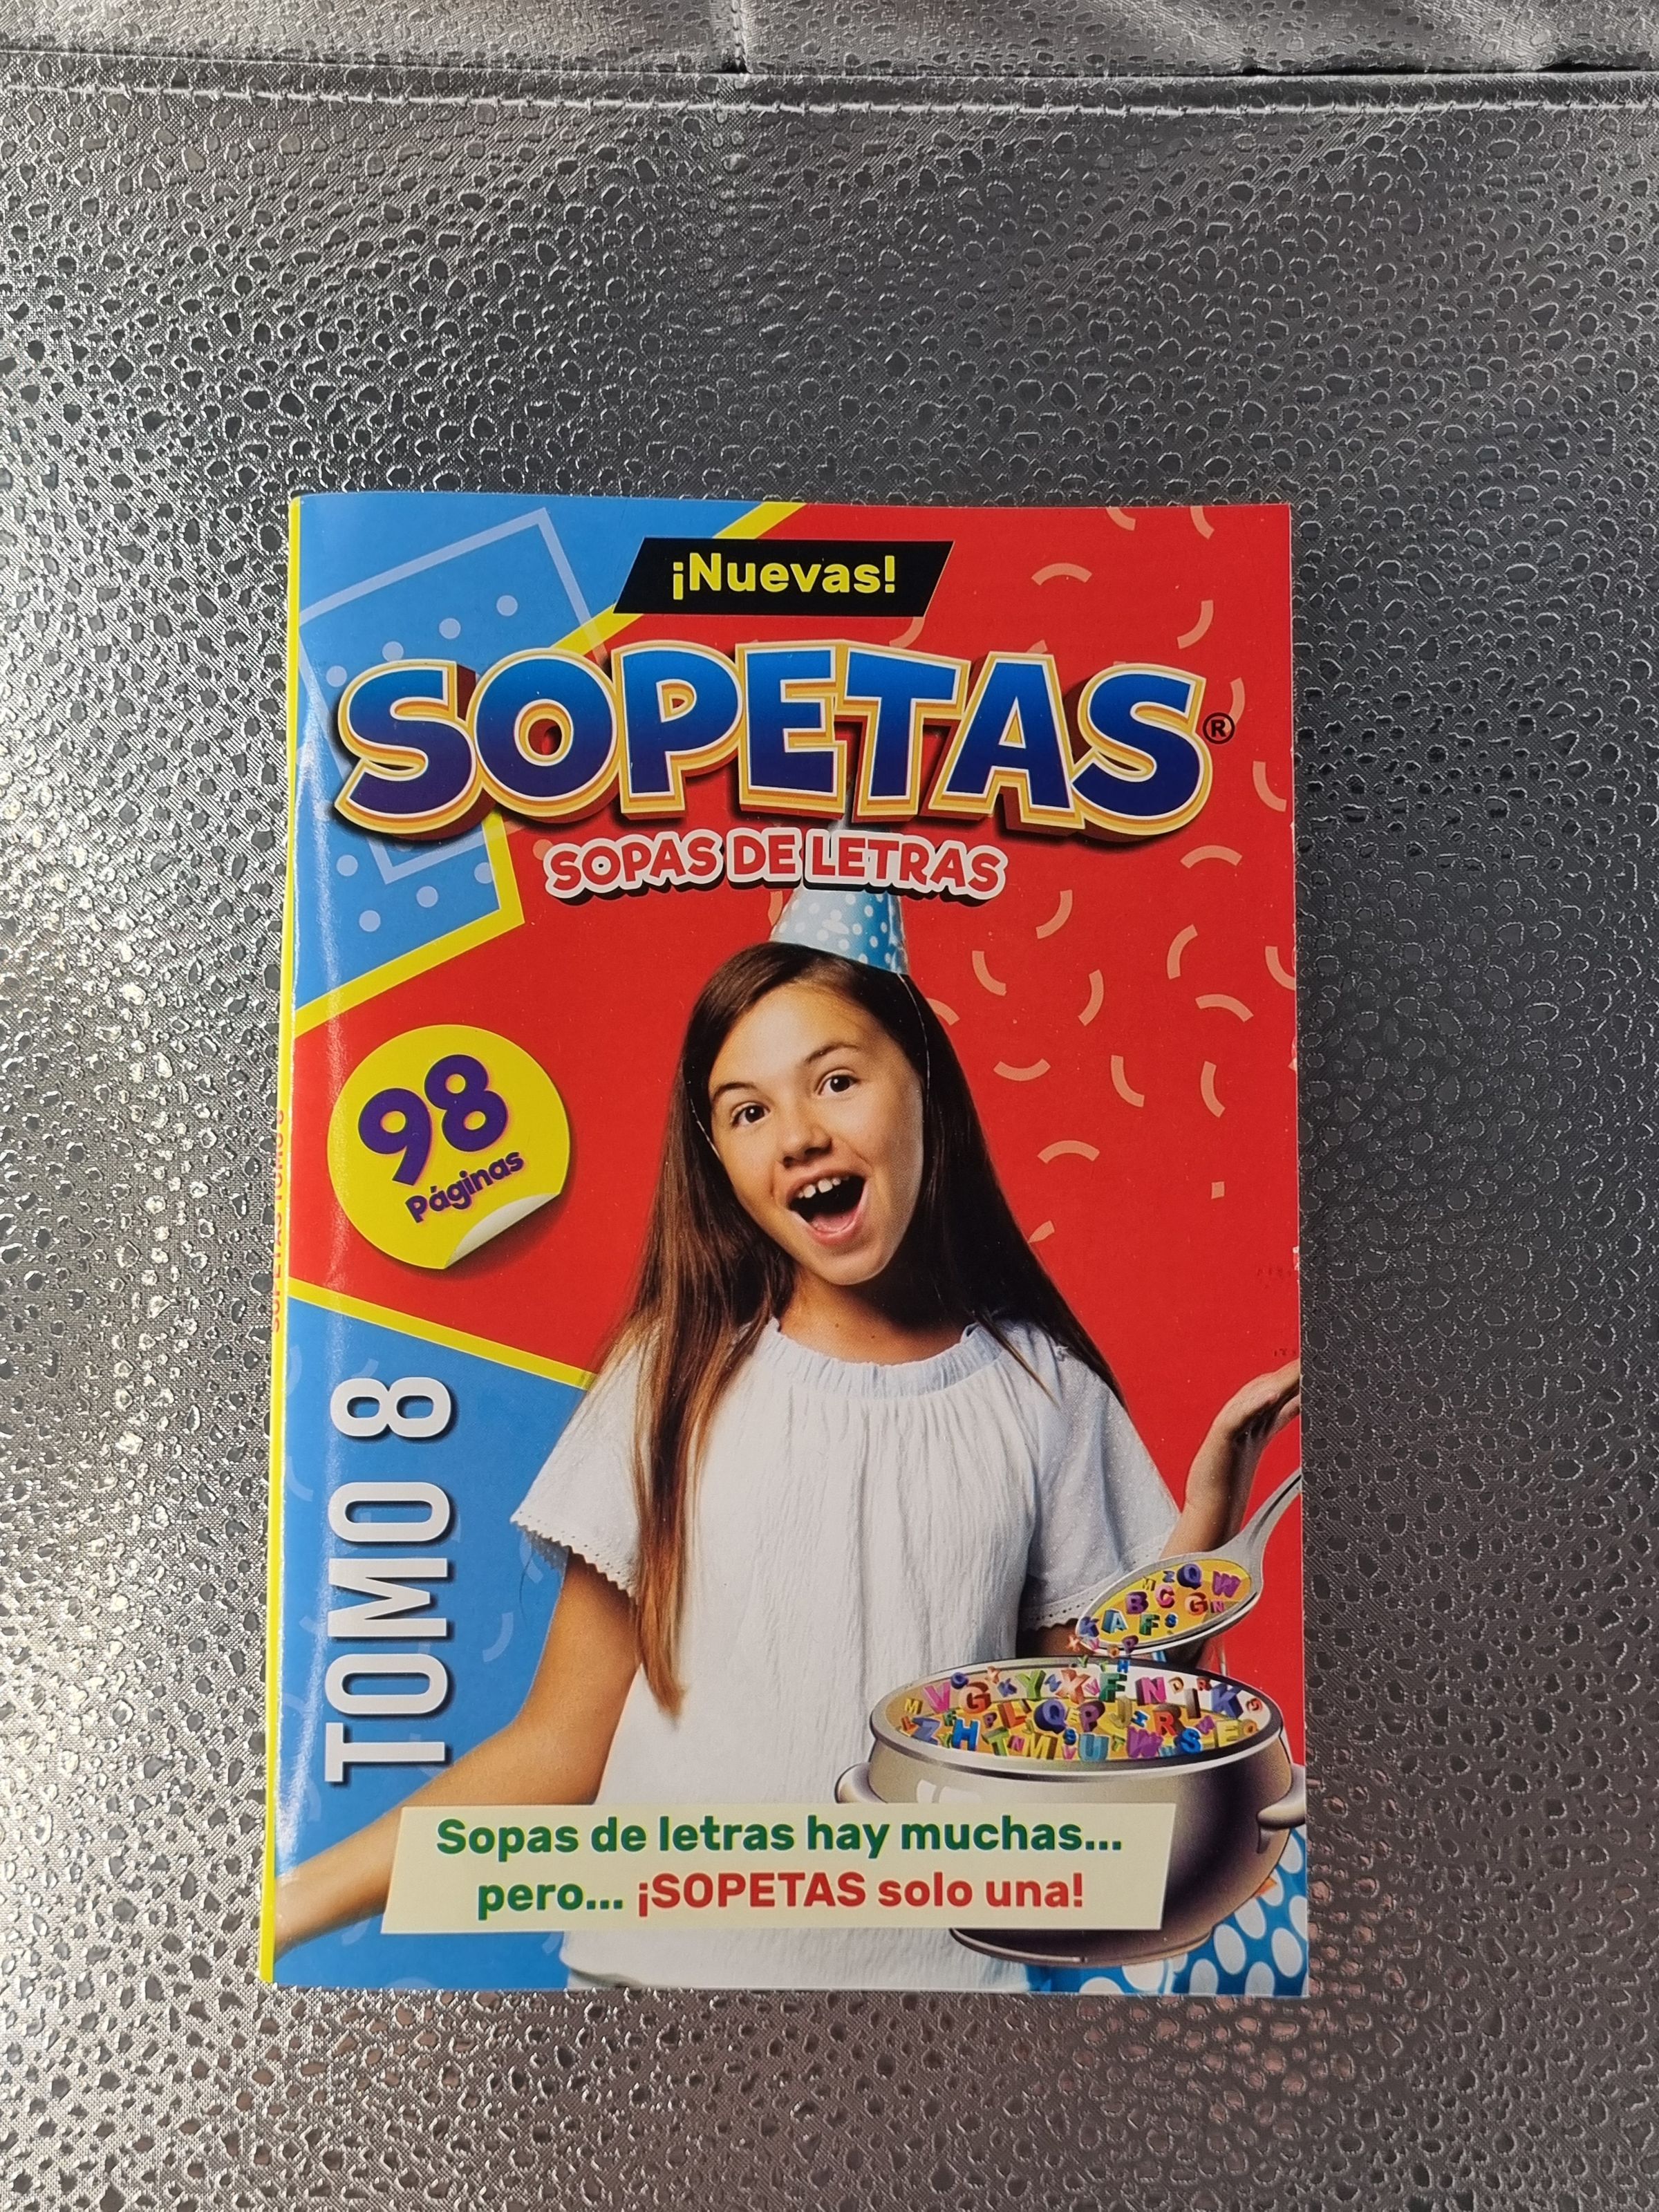 ¡Nuevas!
SOPETAS®
SOPAS DE LETRAS
98
Páginas
TOMO 8
Sopas de letras hay muchas...
pero... ¡SOPETAS solo una!